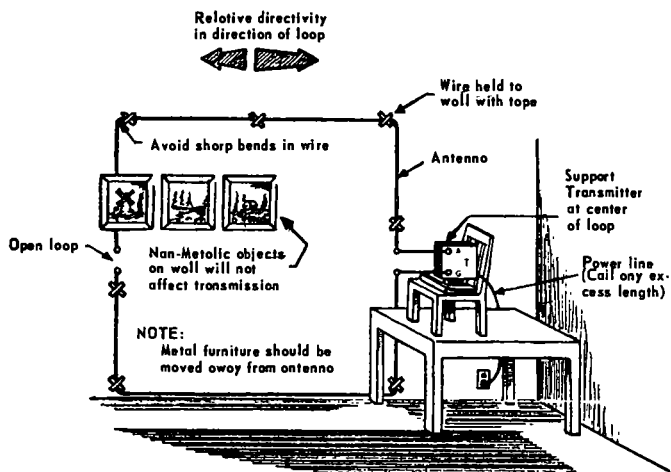 Relotive directivity
in direction of loop
Wire held to
woll with tope
Avoid shorp bends in wire
Antenno
Support
Transmitter
at center
of loop
Open loop
Nan-Metolic objects
on woll will not
affect transmission
A
T
G
Power line
(Cail ony ex-
cess length)
NOTE:
Metal furniture should be
moved owoy from ontenno